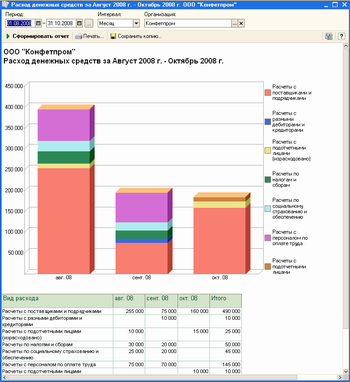 Расход денежных средств за Август 2008 г. - Октябрь 2008 г. ООО "Конфетпром"
Период: Интервал: Организация:
– 31.10.2008 Месяц Конфетпром
Сформировать отчет Печать... Сохранить копию...
ООО "Конфетпром"
Расход денежных средств за Август 2008 г. - Октябрь 2008 г.
450 000
400 000
350 000
300 000
250 000
200 000
150 000
100 000
50 000
авг. 08 сент. 08 окт. 08
Расчеты с поставщиками и подрядчиками
Расчеты с разными дебиторами и кредиторами
Расчеты с подотчетными лицами (израсходовано)
Расчеты по налогам и сборам
Расчеты по социальному страхованию и обеспечению
Расчеты с персоналом по оплате труда
Расчеты с подотчетными лицами
Вид расхода авг. 08 сент. 08 окт. 08 Итого
Расчеты с поставщиками и подрядчиками 255 000 75 000 160 000 490 000
Расчеты с разными дебиторами и кредиторами 10 000 10 000
Расчеты с подотчетными лицами (израсходовано) 10 000 15 000 25 000
Расчеты по налогам и сборам 30 000 20 000 50 000
Расчеты по социальному страхованию и обеспечению 25 000 20 000 45 000
Расчеты с персоналом по оплате труда 75 000 70 000 145 000
Расчеты с подотчетными лицами 10 000 10 000